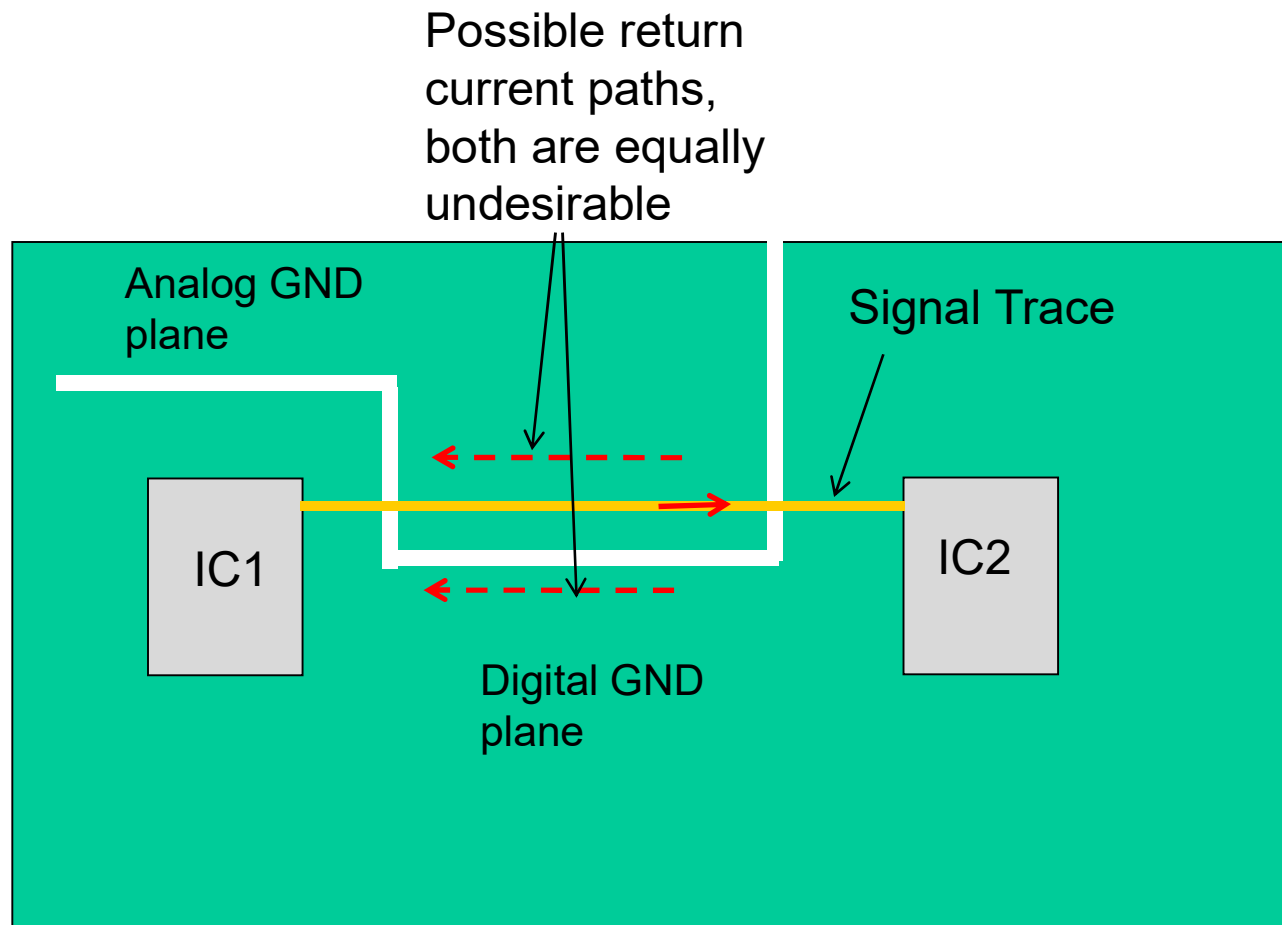 Possible return
current paths,
both are equally
undesirable
Analog GND
plane
Signal Trace
IC1
IC2
Digital GND
plane